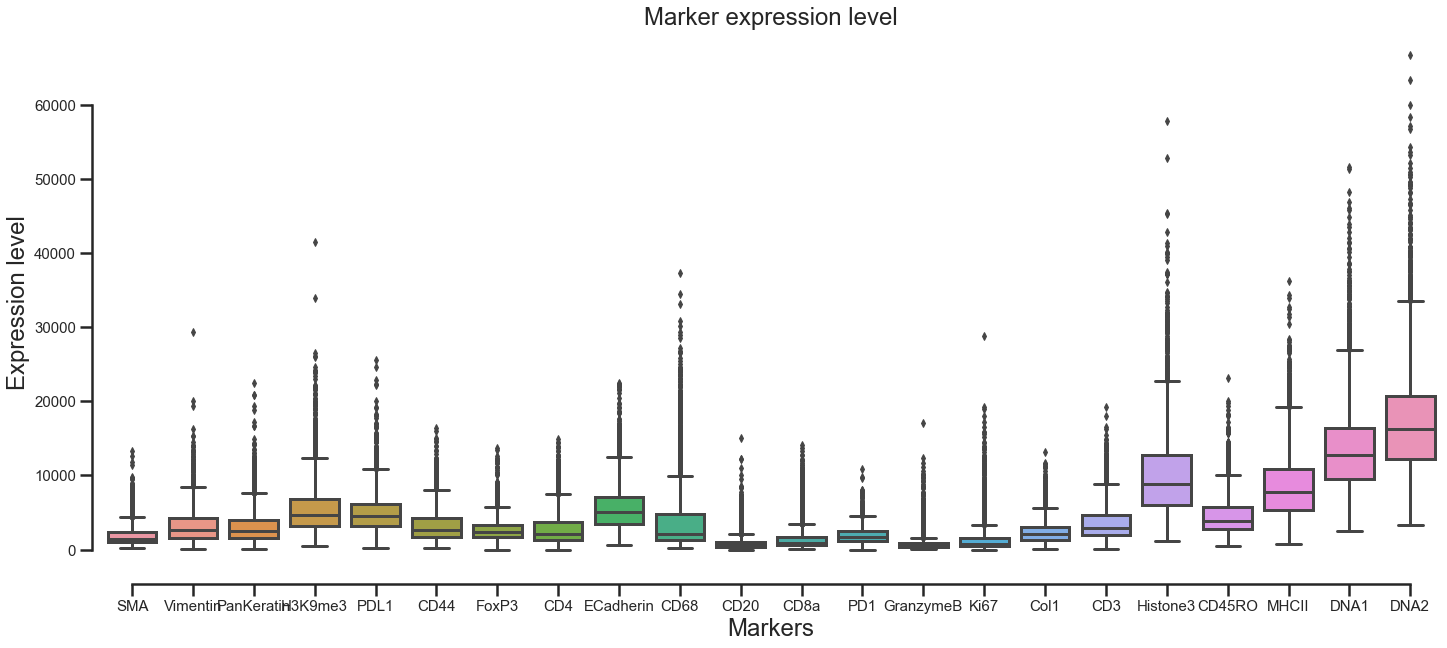 Marker expression level
Expression level
60000
50000
40000
30000
20000
10000
0
SMA Vimentin PanKeratin H3K9me3 PDL1 CD44 FoxP3 CD4 ECadherin CD68 CD20 CD8a PD1 GranzymeB Ki67 Col1 CD3 Histone3 CD45RO MHCII DNA1 DNA2
Markers